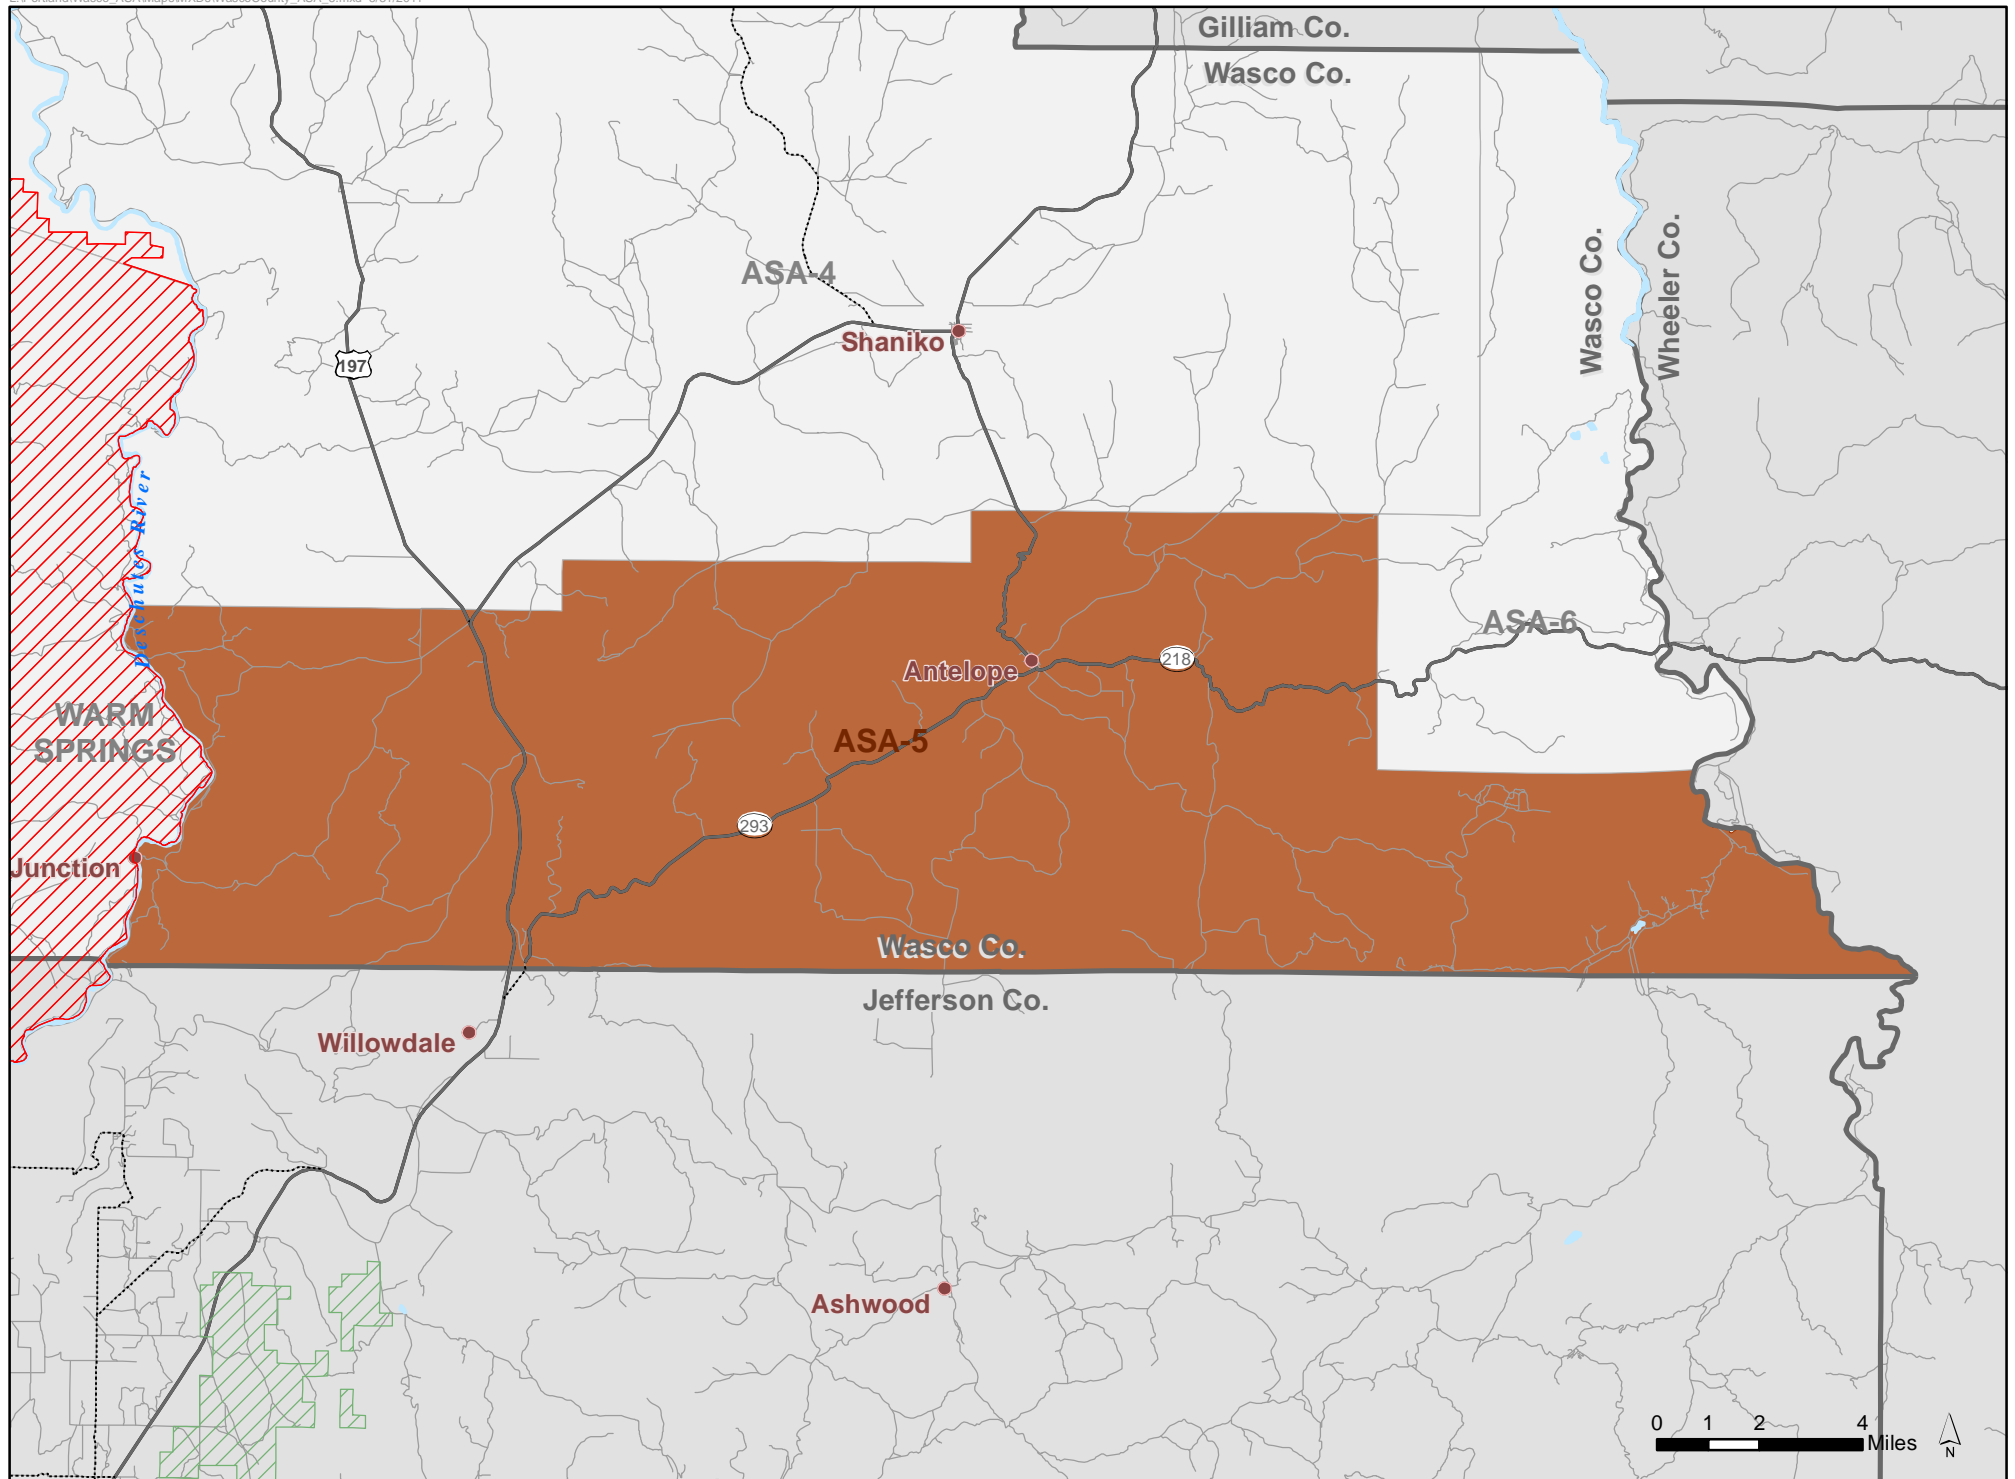 Gilliam Co.
Wasco Co.
Wasco Co.
Wheeler Co.
ASA-4
Shaniko
197
Deschutes River
ASA-6
218
Antelope
WARM
SPRINGS
ASA-5
293
Junction
Wasco Co.
Jefferson Co.
Willowdale
Ashwood
0 1 2 4
Miles
N